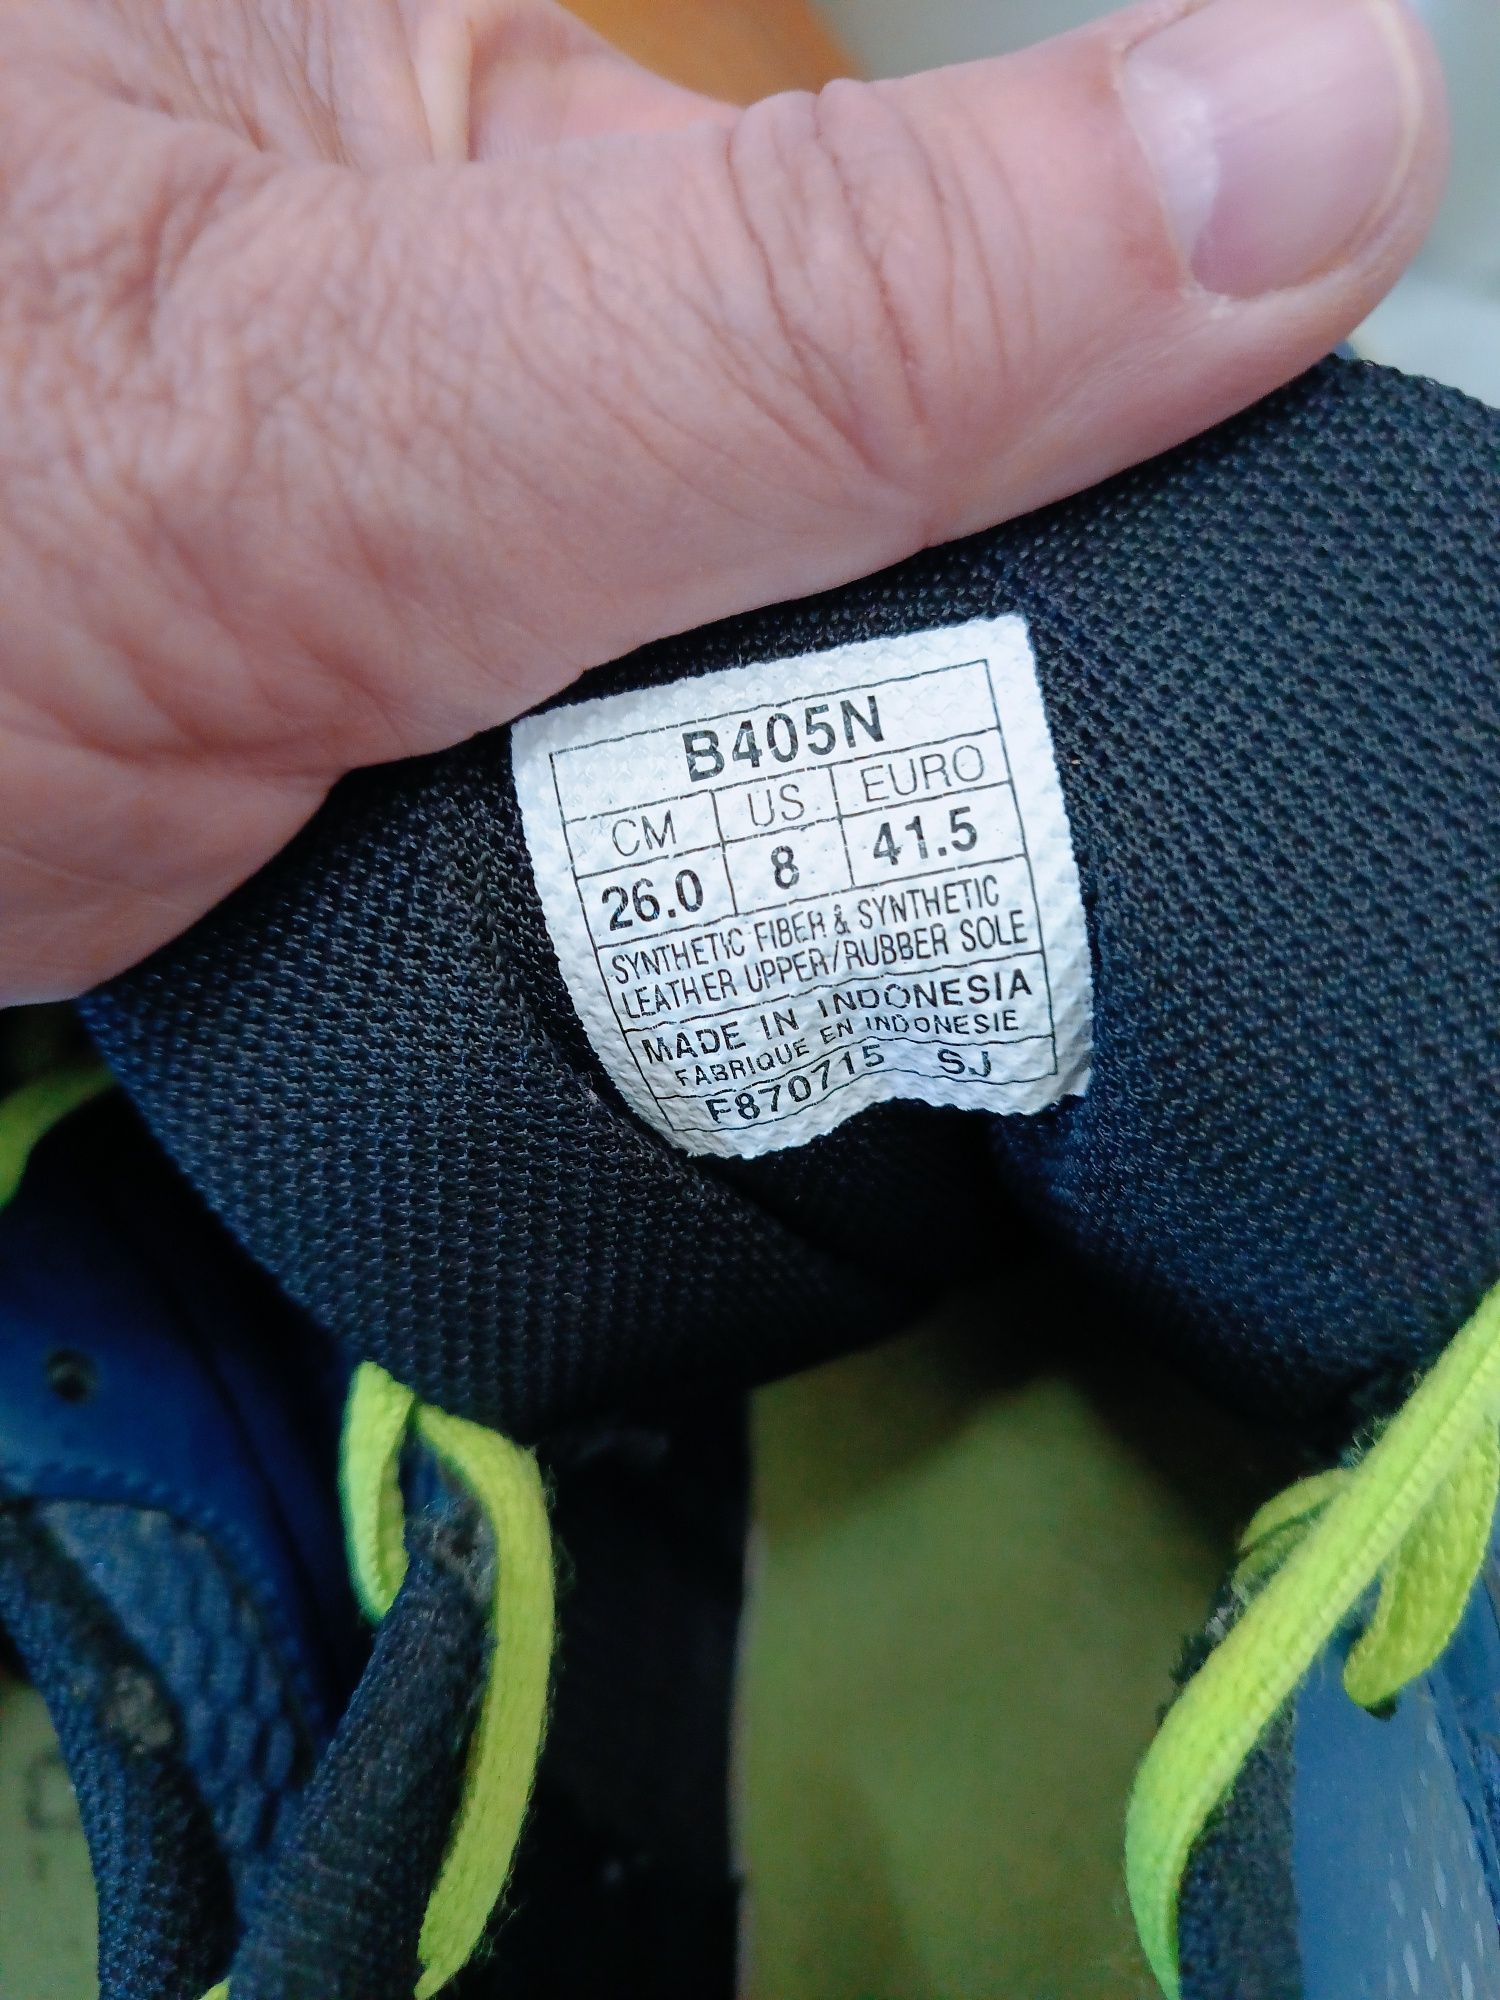 B405N
CM US EURO
26.0 8 41.5
SYNTHETIC FIBER & SYNTHETIC
LEATHER UPPER/RUBBER SOLE
MADE IN INDONESIA
FABRIQUE EN INDONESIE
F870715 SJ